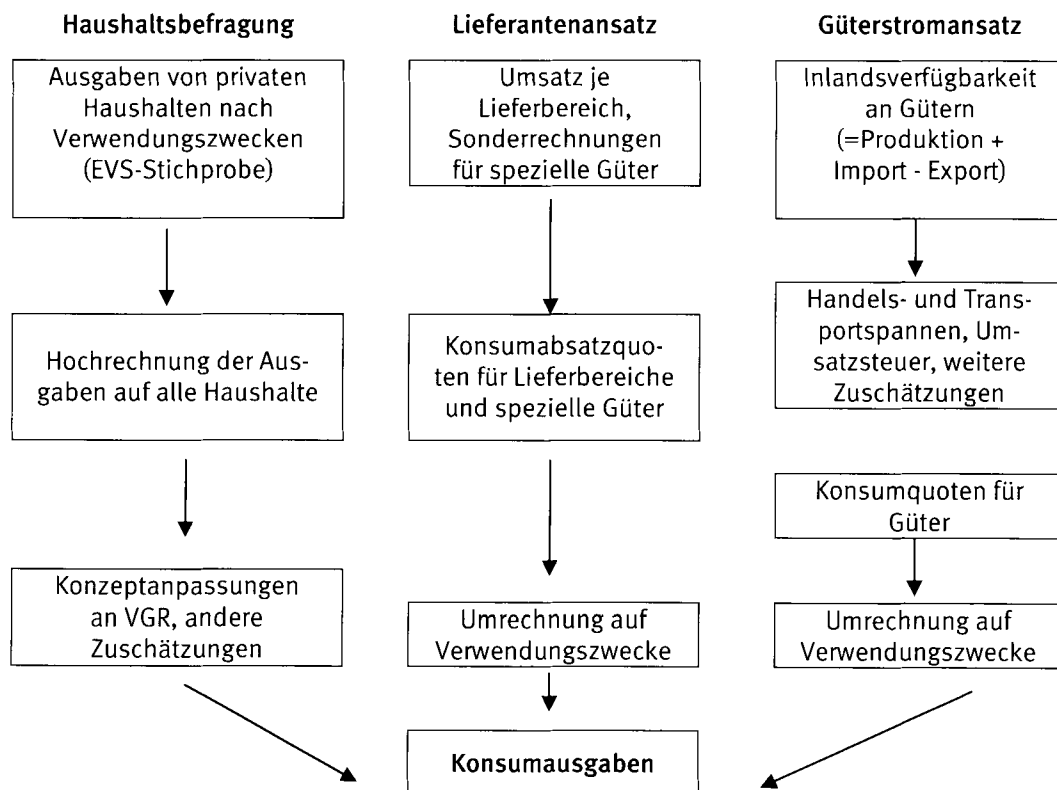 Haushaltsbefragung
Ausgaben von privaten
Haushalten nach
Verwendungszwecken
(EVS-Stichprobe)
Hochrechnung der Aus-
gaben auf alle Haushalte
Konzeptanpassungen
an VGR, andere
Zuschätzungen
Lieferantenansatz
Umsatz je
Lieferbereich,
Sonderrechnungen
für spezielle Güter
Konsumabsatzquo-
ten für Lieferbereiche
und spezielle Güter
Umrechnung auf
Verwendungszwecke
Güterstromansatz
Inlandsverfügbarkeit
an Gütern
(=Produktion +
Import - Export)
Handels- und Trans-
portspannen, Um-
satzsteuer, weitere
Zuschätzungen
Konsumquoten für
Güter
Umrechnung auf
Verwendungszwecke
Konsumausgaben